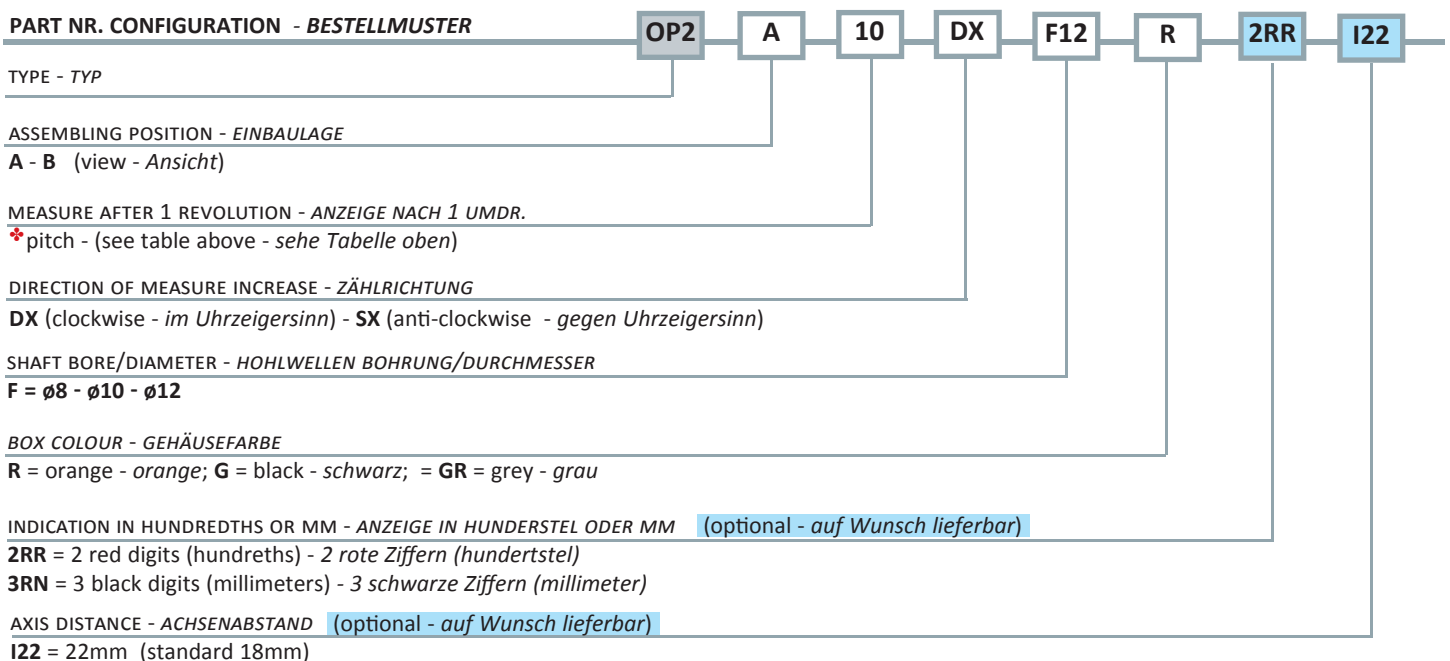 PART NR. CONFIGURATION - BESTELLMUSTER OP2 A 10 DX F12 R 2RR I22
TYPE - TYP
ASSEMBLING POSITION - EINBAULAGE
A - B (view - Ansicht)
MEASURE AFTER 1 REVOLUTION - ANZEIGE NACH 1 UMDR.
✤pitch - (see table above - sehe Tabelle oben)
DIRECTION OF MEASURE INCREASE - ZÄHLRICHTUNG
DX (clockwise - im Uhrzeigersinn) - SX (anti-clockwise - gegen Uhrzeigersinn)
SHAFT BORE/DIAMETER - HOHLWELLEN BOHRUNG/DURCHMESSER
F = ø8 - ø10 - ø12
BOX COLOUR - GEHÄUSEFARBE
R = orange - orange; G = black - schwarz; = GR = grey - grau
INDICATION IN HUNDREDTHS OR MM - ANZEIGE IN HUNDERSTEL ODER MM (optional - auf Wunsch lieferbar)
2RR = 2 red digits (hundreths) - 2 rote Ziffern (hundertstel)
3RN = 3 black digits (millimeters) - 3 schwarze Ziffern (millimeter)
AXIS DISTANCE - ACHSENABSTAND (optional - auf Wunsch lieferbar)
I22 = 22mm (standard 18mm)